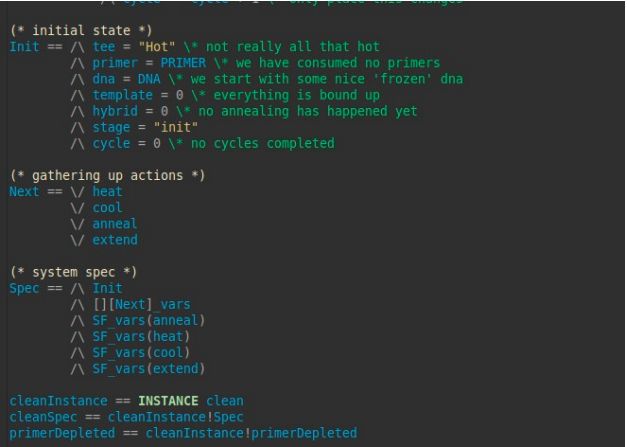 (* initial state *)
Init == /\ tee = "Hot" \* not really all that hot
/\ primer = PRIMER \* we have consumed no primers
/\ dna = DNA \* we start with some nice 'frozen' dna
/\ template = 0 \* everything is bound up
/\ hybrid = 0 \* no annealing has happened yet
/\ stage = "init"
/\ cycle = 0 \* no cycles completed
(* gathering up actions *)
Next == \/ heat
\/ cool
\/ anneal
\/ extend
(* system spec *)
Spec == /\ Init
/\ [][Next]_vars
/\ SF_vars(anneal)
/\ SF_vars(heat)
/\ SF_vars(cool)
/\ SF_vars(extend)
cleanInstance == INSTANCE clean
cleanSpec == cleanInstance!Spec
primerDepleted == cleanInstance!primerDepleted